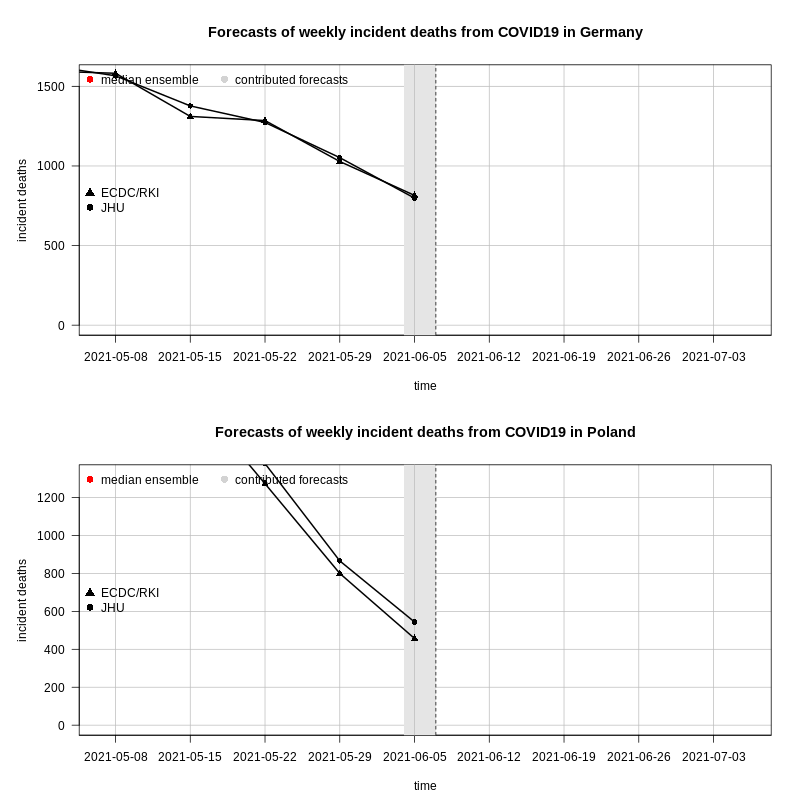 Forecasts of weekly incident deaths from COVID19 in Germany
median ensemble contributed forecasts
ECDC/RKI
JHU
incident deaths
1500
1000
500
0
2021-05-08 2021-05-15 2021-05-22 2021-05-29 2021-06-05 2021-06-12 2021-06-19 2021-06-26 2021-07-03
time
Forecasts of weekly incident deaths from COVID19 in Poland
median ensemble contributed forecasts
ECDC/RKI
JHU
incident deaths
1200
1000
800
600
400
200
0
2021-05-08 2021-05-15 2021-05-22 2021-05-29 2021-06-05 2021-06-12 2021-06-19 2021-06-26 2021-07-03
time